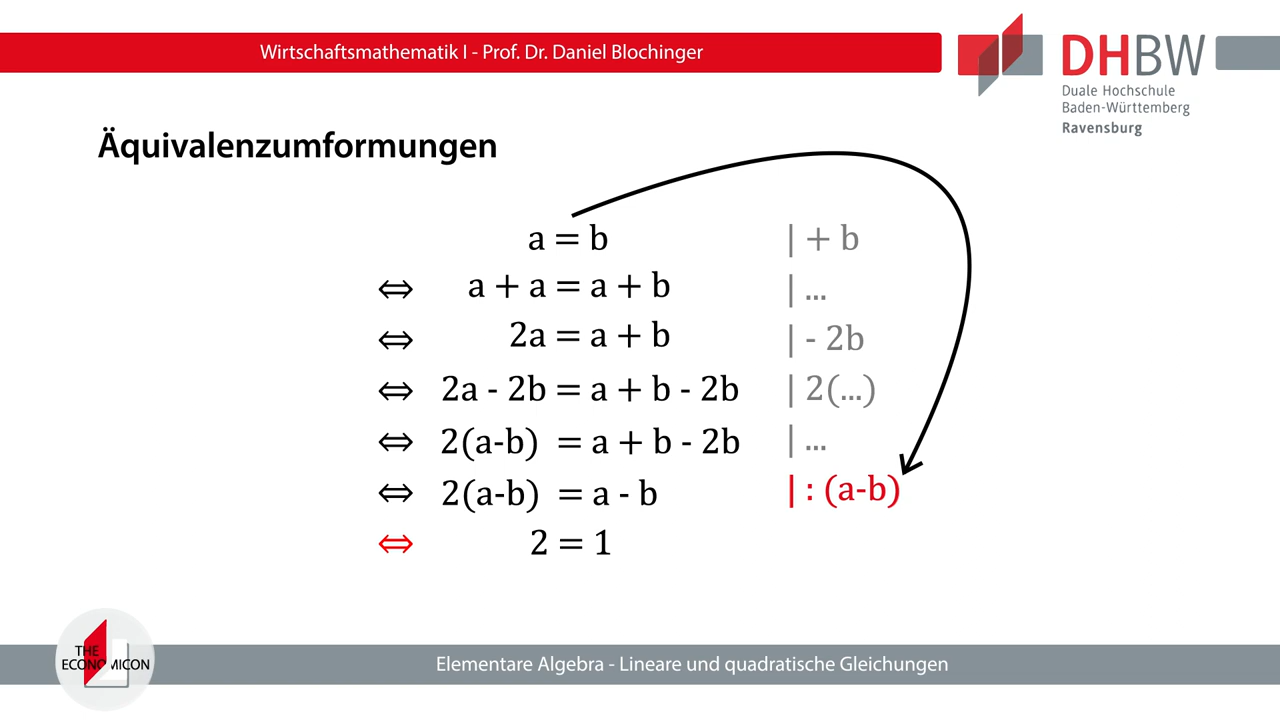 Wirtschaftsmathematik I - Prof. Dr. Daniel Blochinger
DHBW
Duale Hochschule
Baden-Württemberg
Ravensburg
Äquivalenzumformungen
a = b | + b
⇔ a + a = a + b | ...
⇔ 2a = a + b | - 2b
⇔ 2a - 2b = a + b - 2b | 2(...)
⇔ 2(a-b) = a + b - 2b | ...
⇔ 2(a-b) = a - b | : (a-b)
⇔ 2 = 1
THE
ECONOMICON
Elementare Algebra - Lineare und quadratische Gleichungen